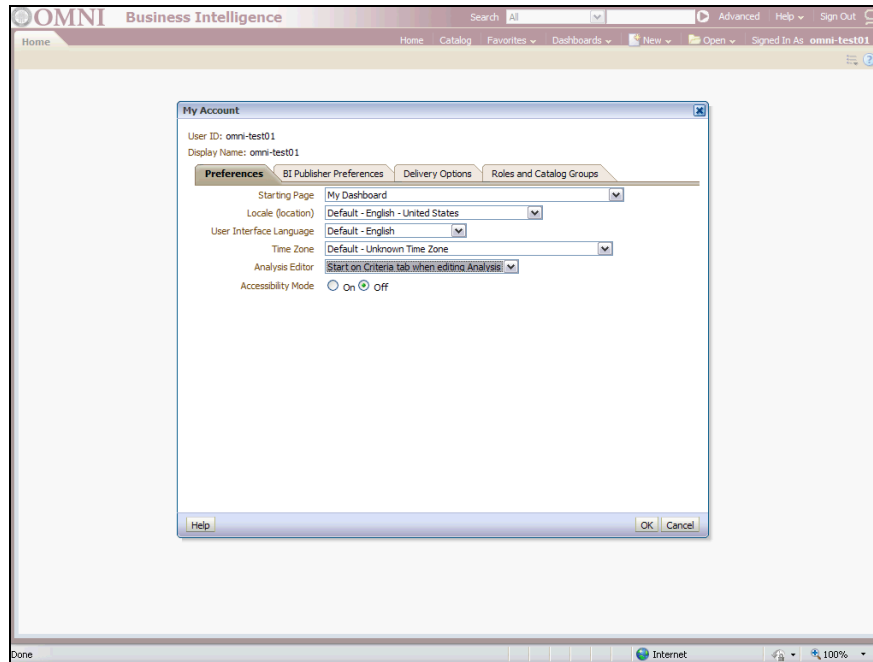 OMNI Business Intelligence Search All Advanced Help Sign Out
Home Home Catalog Favorites Dashboards New Open Signed In As omni-test01
My Account
User ID: omni-test01
Display Name: omni-test01
Preferences BI Publisher Preferences Delivery Options Roles and Catalog Groups
Starting Page My Dashboard
Locale (location) Default - English - United States
User Interface Language Default - English
Time Zone Default - Unknown Time Zone
Analysis Editor Start on Criteria tab when editing Analysis
Accessibility Mode On Off
Help OK Cancel
Done Internet 100%